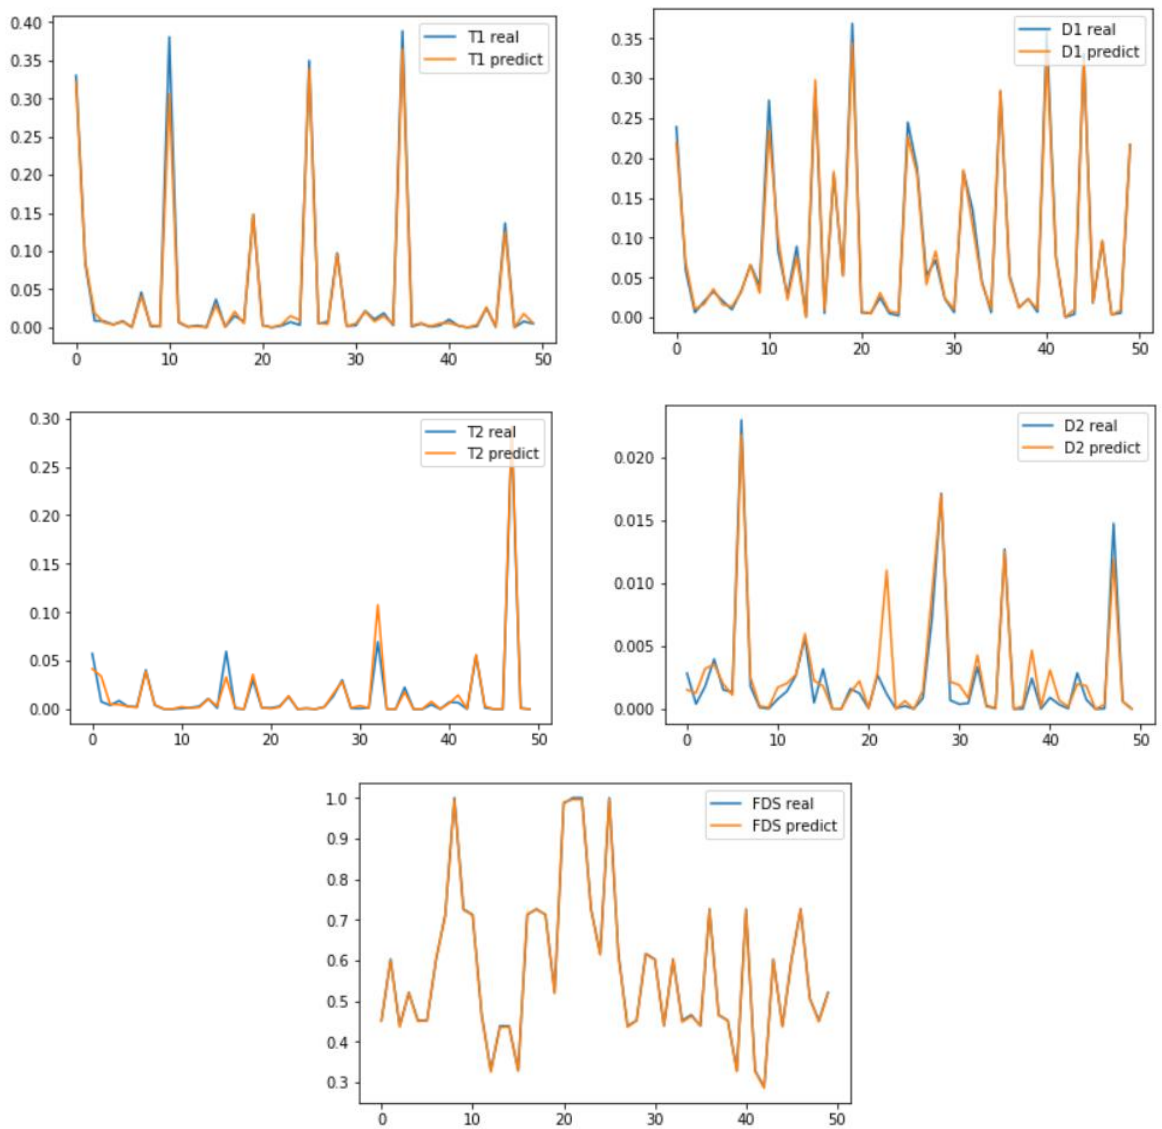 0.40
0.35
0.30
0.25
0.20
0.15
0.10
0.05
0.00
0 10 20 30 40 50
T1 real
T1 predict
0.35
0.30
0.25
0.20
0.15
0.10
0.05
0.00
0 10 20 30 40 50
D1 real
D1 predict
0.30
0.25
0.20
0.15
0.10
0.05
0.00
0 10 20 30 40 50
T2 real
T2 predict
0.020
0.015
0.010
0.005
0.000
0 10 20 30 40 50
D2 real
D2 predict
1.0
0.9
0.8
0.7
0.6
0.5
0.4
0.3
0 10 20 30 40 50
FDS real
FDS predict